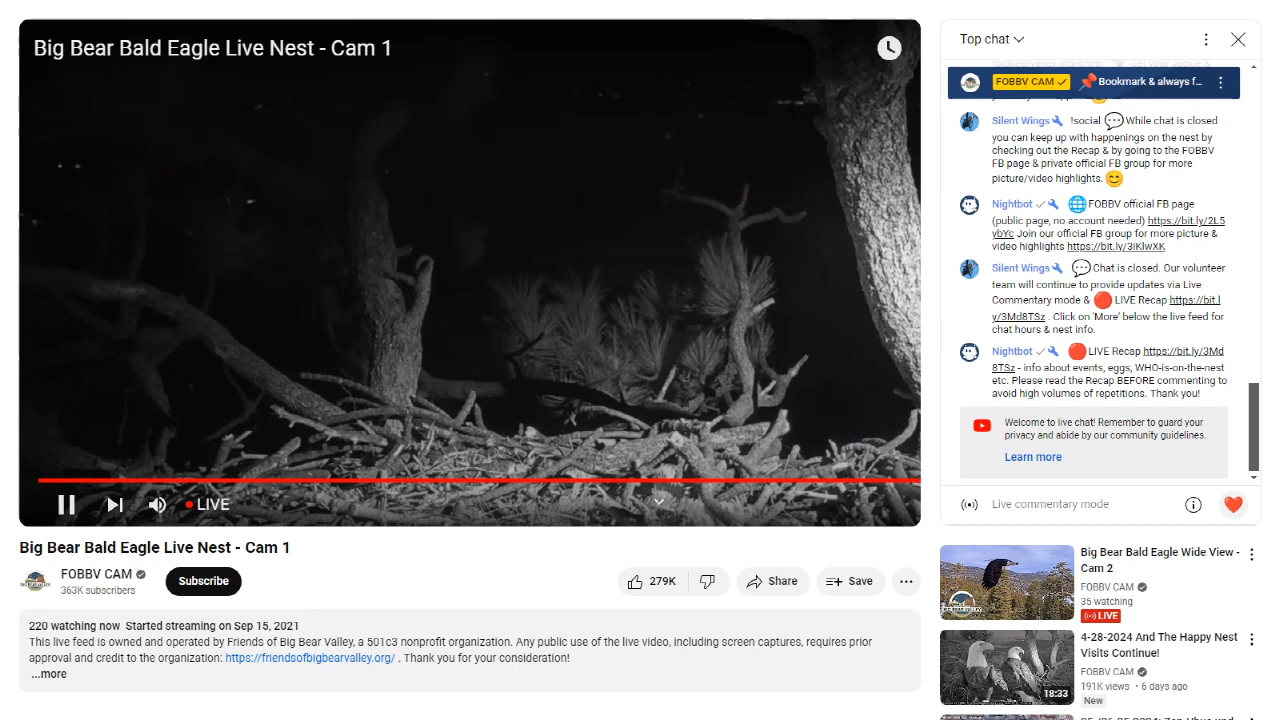 Big Bear Bald Eagle Live Nest - Cam 1
LIVE
Big Bear Bald Eagle Live Nest - Cam 1
FOBBV CAM
363K subscribers
Subscribe
279K
Share
Save
220 watching now Started streaming on Sep 15, 2021
This live feed is owned and operated by Friends of Big Bear Valley, a 501c3 nonprofit organization. Any public use of the live video, including screen captures, requires prior
approval and credit to the organization: https://friendsofbigbearvalley.org/ . Thank you for your consideration!
...more
Top chat
FOBBV CAM ✓ 📌Bookmark & always f...
Silent Wings !social 💬While chat is closed
you can keep up with happenings on the nest by
checking out the Recap & by going to the FOBBV
FB page & private official FB group for more
picture/video highlights.😊
Nightbot 🌐FOBBV official FB page
(public page, no account needed) https://bit.ly/2L5
ybYc Join our official FB group for more picture &
video highlights https://bit.ly/3iKlwXK
Silent Wings 💬Chat is closed. Our volunteer
team will continue to provide updates via Live
Commentary mode & 🔴 LIVE Recap https://bit.l
y/3Md8TSz . Click on 'More' below the live feed for
chat hours & nest info.
Nightbot 🔴LIVE Recap https://bit.ly/3Md
8TSz - info about events, eggs, WHO-is-on-the-nest
etc. Please read the Recap BEFORE commenting to
avoid high volumes of repetitions. Thank you!
Welcome to live chat! Remember to guard your
privacy and abide by our community guidelines.
Learn more
Live commentary mode
Big Bear Bald Eagle Wide View -
Cam 2
FOBBV CAM
35 watching
LIVE
4-28-2024 And The Happy Nest
Visits Continue!
FOBBV CAM
191K views • 6 days ago
New
18:33